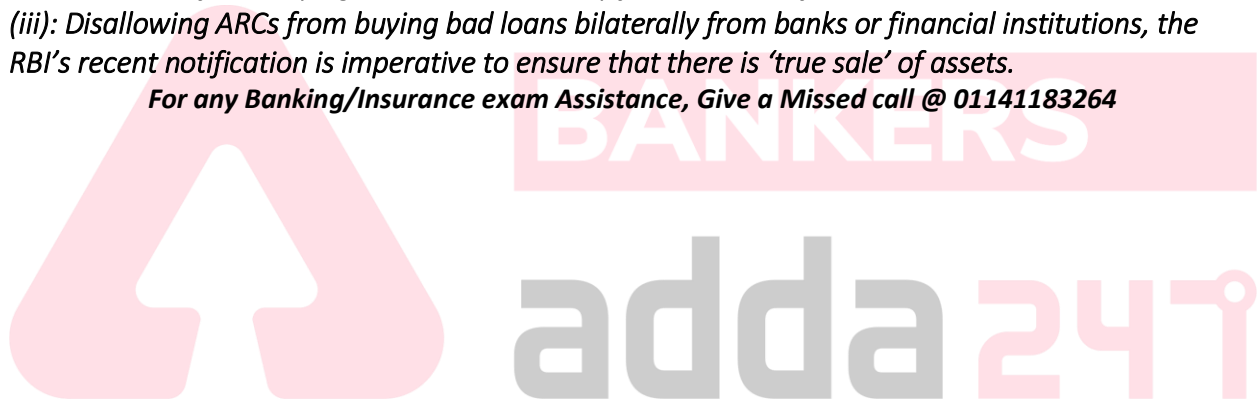 (iii): Disallowing ARCs from buying bad loans bilaterally from banks or financial institutions, the
RBI’s recent notification is imperative to ensure that there is ‘true sale’ of assets.
For any Banking/Insurance exam Assistance, Give a Missed call @ 01141183264
BANKERS
adda247